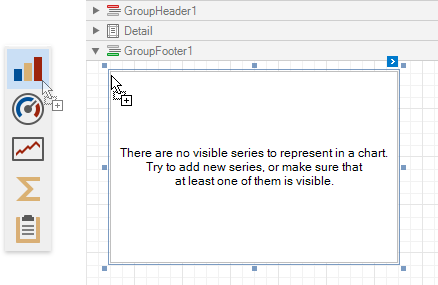 GroupHeader1
Detail
GroupFooter1
There are no visible series to represent in a chart.
Try to add new series, or make sure that
at least one of them is visible.